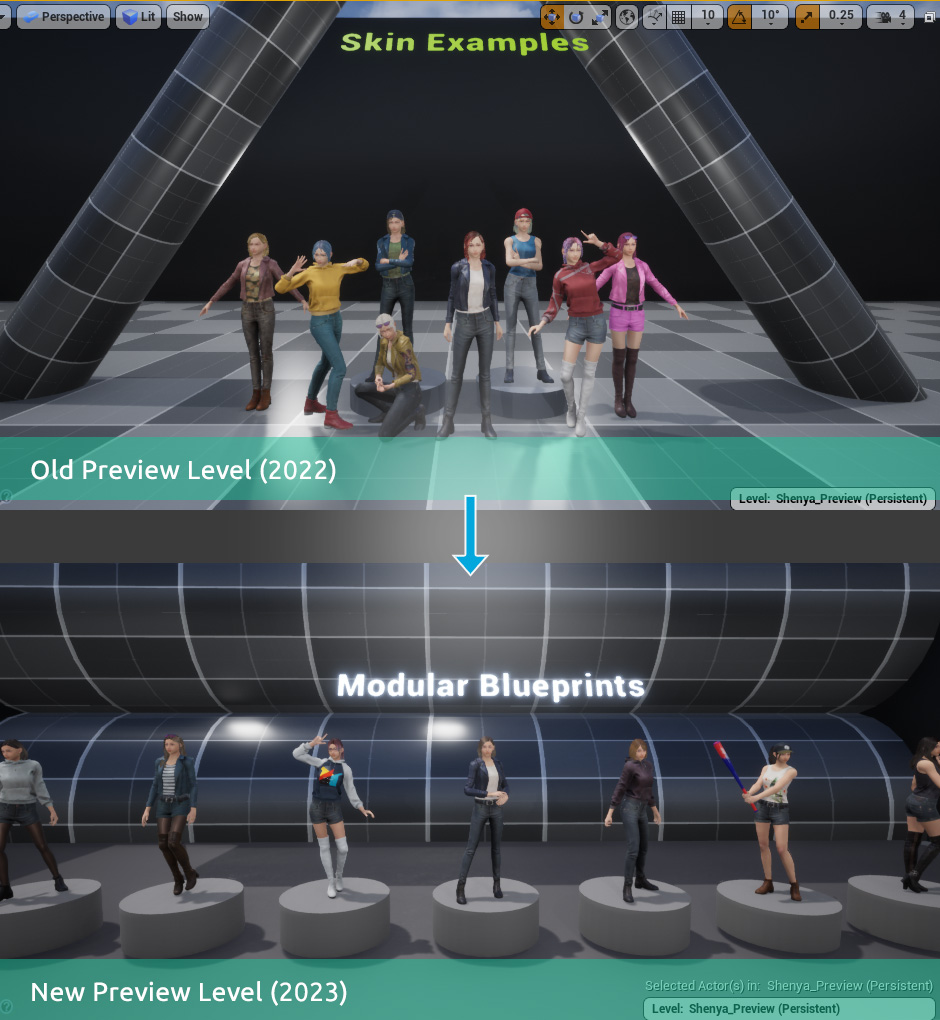 Perspective Lit Show 10 10° 0.25 4
Skin Examples
Old Preview Level (2022)
Level: Shenya_Preview (Persistent)
Modular Blueprints
New Preview Level (2023)
Selected Actor(s) in: Shenya_Preview (Persistent)
Level: Shenya_Preview (Persistent)